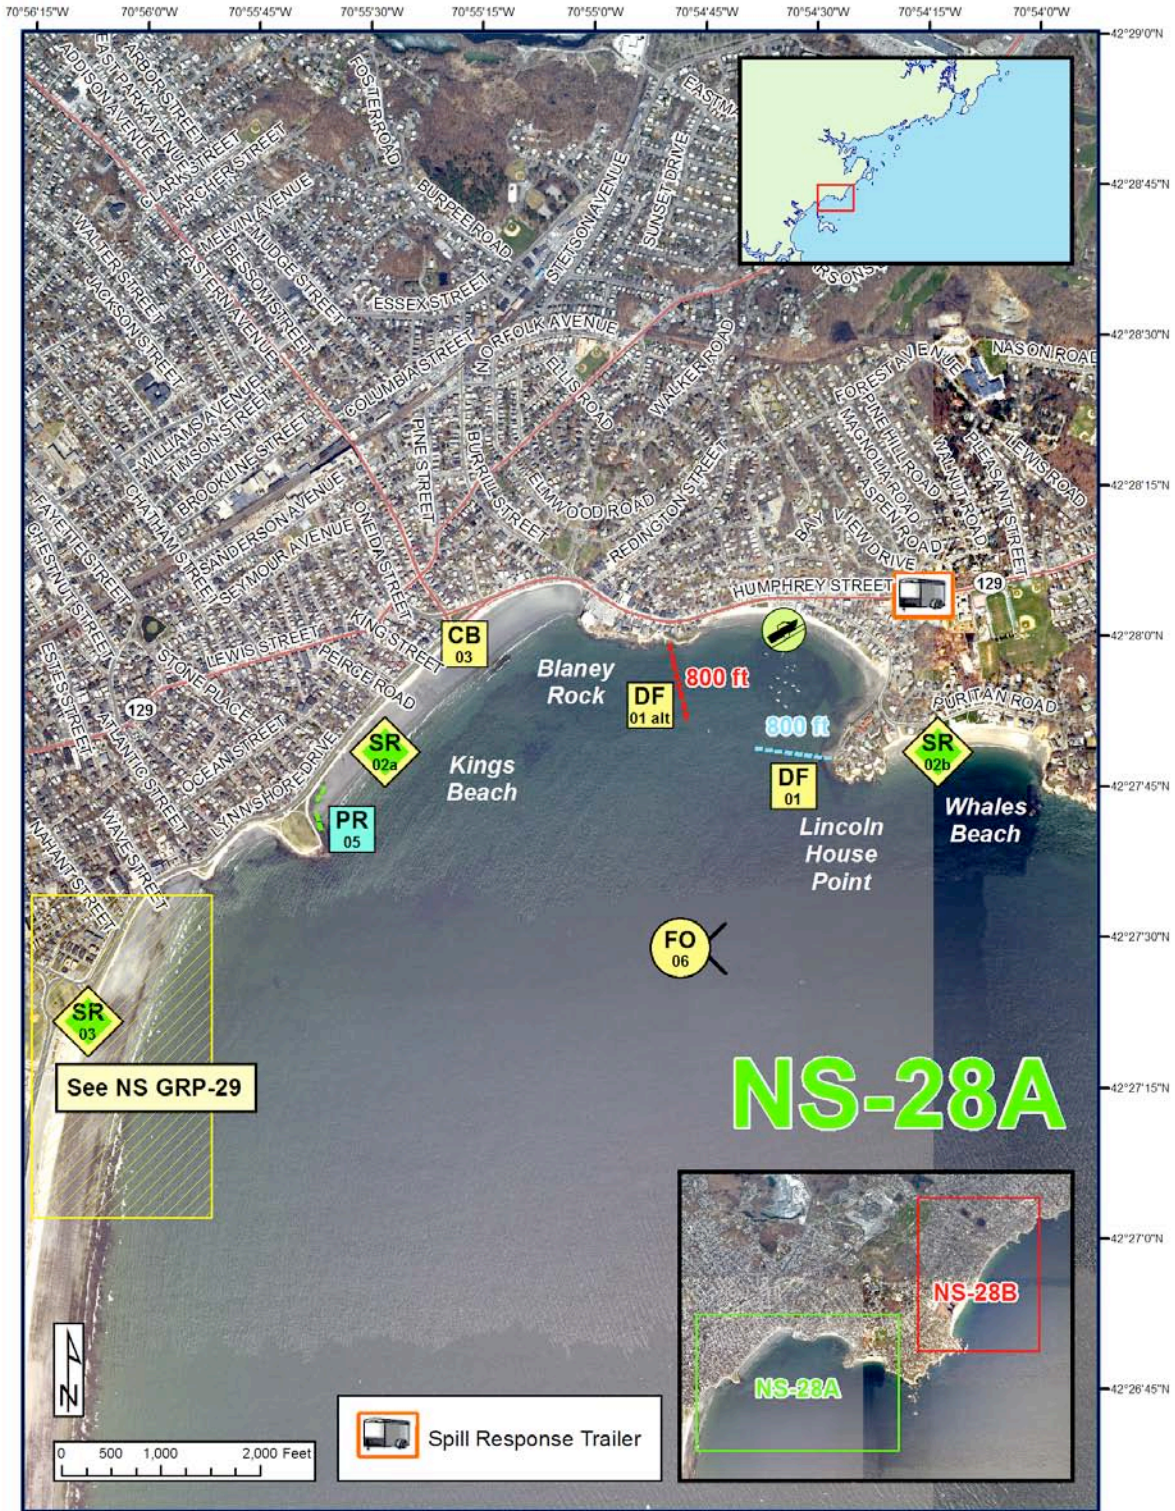 70°56'15"W 70°56'0"W 70°55'45"W 70°55'30"W 70°55'15"W 70°55'0"W 70°54'45"W 70°54'30"W 70°54'15"W 70°54'0"W
42°29'0"N
42°28'45"N
42°28'30"N
42°28'15"N
42°28'0"N
42°27'45"N
42°27'30"N
42°27'15"N
42°27'0"N
42°26'45"N
ADDISON AVENUE
EAST PARK AVENUE
ARBOR STREET
CLARK STREET
ARCHER STREET
MELVIN AVENUE
MUDGE STREET
BESSOM STREET
EASTERN AVENUE
WALTER STREET
JACKSON STREET
FOSTER ROAD
BURPEE ROAD
ESSEX STREET
STETSON AVENUE
SUNSET DRIVE
EASTMA
NORFOLK AVENUE
COLUMBIA STREET
ELLIS ROAD
WALKER ROAD
WILLIAMS AVENUE
TIMSON STREET
BROOKLINE STREET
SANDERSON AVENUE
SEYMOUR AVENUE
ONEIDA STREET
PINE STREET
BURRILL STREET
ELMWOOD ROAD
REDINGTON STREET
FOREST AVENUE
NASON ROAD
PINE HILL ROAD
MAGNOLIA ROAD
ASPEN ROAD
WALNUT ROAD
PLEASANT STREET
LEWIS ROAD
BAY VIEW DRIVE
HUMPHREY STREET
129
FAYETTE STREET
CHATHAM STREET
CHESTNUT STREET
ESTES STREET
ATLANTIC STREET
STONE PLACE
OCEAN STREET
LEWIS STREET
129
KING STREET
PEIRCE ROAD
LYNN SHORE DRIVE
WAVE STREET
NAHANT STREET
PURITAN ROAD
CB
03
Blaney
Rock
DF
01 alt
800 ft
800 ft
DF
01
SR
02a
Kings
Beach
PR
05
SR
02b
Whales
Beach
Lincoln
House
Point
FO
06
SR
03
See NS GRP-29
NS-28A
NS-28B
NS-28A
N
0 500 1,000 2,000 Feet
Spill Response Trailer